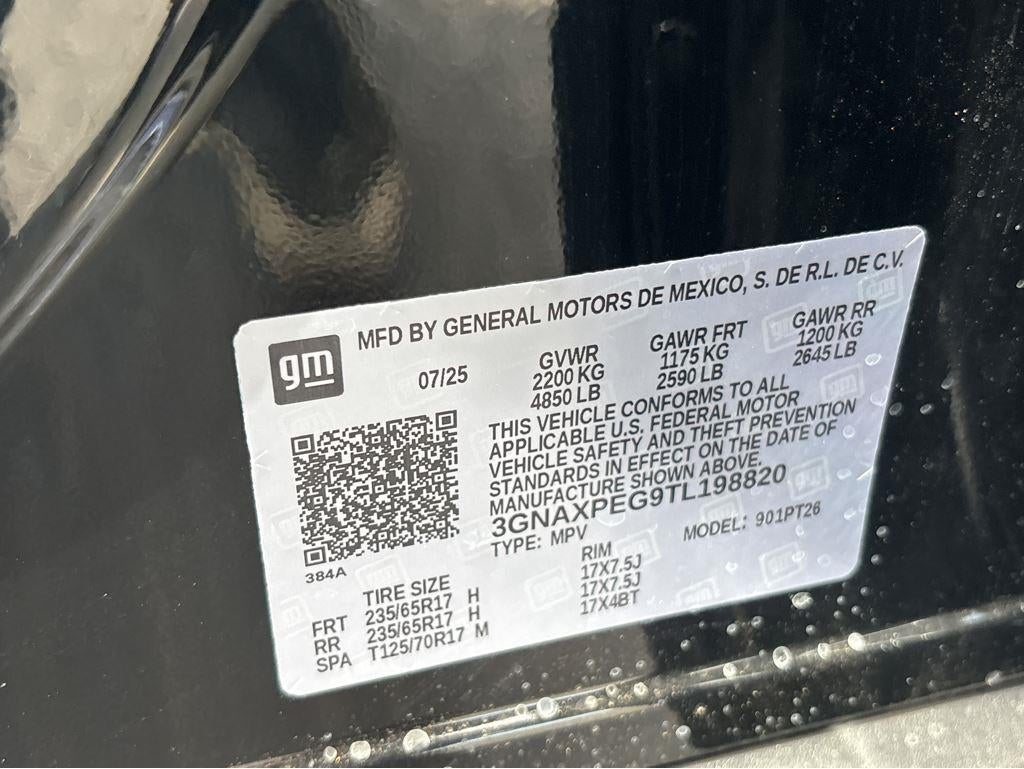 gm
MFD BY GENERAL MOTORS DE MEXICO, S. DE R.L. DE C.V.
07/25
GVWR
2200 KG
4850 LB
GAWR FRT
1175 KG
2590 LB
GAWR RR
1200 KG
2645 LB
THIS VEHICLE CONFORMS TO ALL
APPLICABLE U.S. FEDERAL MOTOR
VEHICLE SAFETY AND THEFT PREVENTION
STANDARDS IN EFFECT ON THE DATE OF
MANUFACTURE SHOWN ABOVE.
3GNAXPEG9TL198820
TYPE: MPV MODEL: 901PT26
384A
TIRE SIZE RIM
FRT 235/65R17 H 17X7.5J
RR 235/65R17 H 17X7.5J
SPA T125/70R17 M 17X4BT